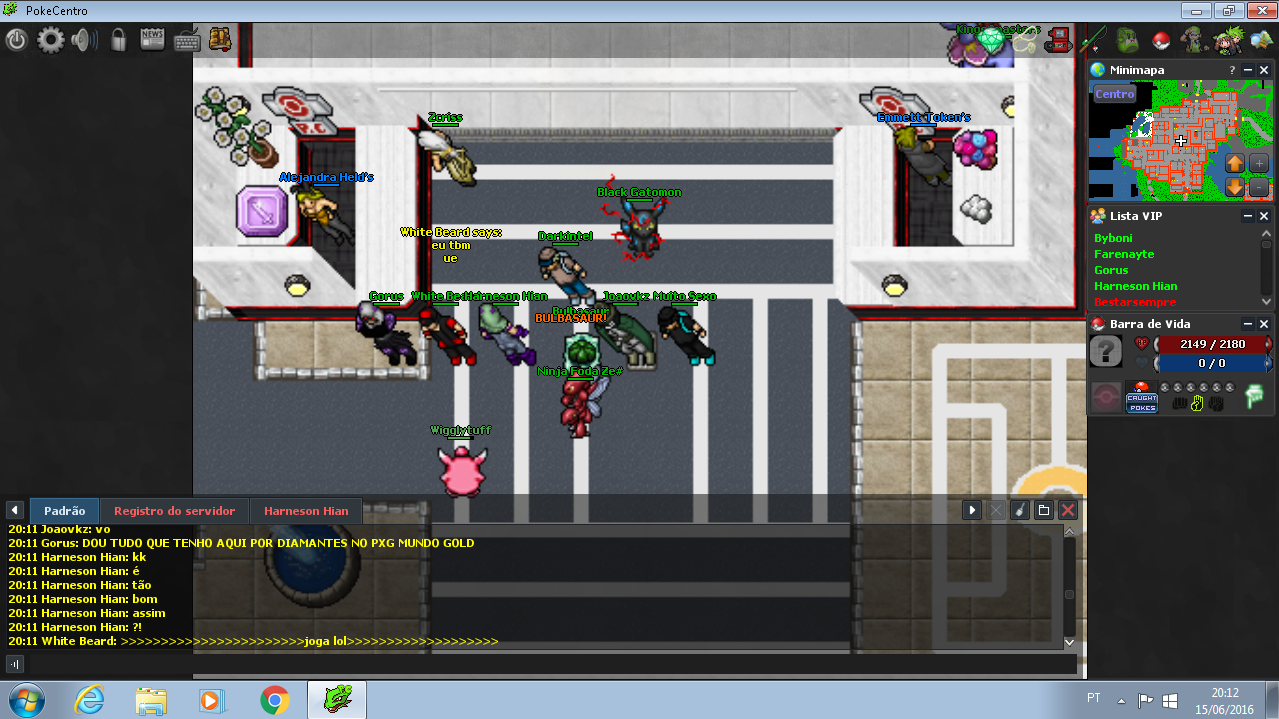 PokeCentro
NEWS
Minimapa
?
Centro
Zcriss
Emmett Token's
Alejandra Heki's
Black Gatomon
White Beard says:
eu tbm
ue
Darkintel
Lista VIP
Byboni
Farenayte
Gorus
Harneson Hian
Bestarsempre
Gorus
Harneson Hian
Joaovkz
Muito Sexo
Bulbasaur
BULBASAUR!
Barra de Vida
2149 / 2180
0 / 0
?
CAUGHT
POKES
Ninja Foda Ze#
Wigglytuff
Padrão
Registro do servidor
Harneson Hian
20:11 Joaovkz: vo
20:11 Gorus: DOU TUDO QUE TENHO AQUI POR DIAMANTES NO PXG MUNDO GOLD
20:11 Harneson Hian: kk
20:11 Harneson Hian: é
20:11 Harneson Hian: tão
20:11 Harneson Hian: bom
20:11 Harneson Hian: assim
20:11 Harneson Hian: ?!
20:11 White Beard: >>>>>>>>>>>>>>>>>>>>>>>joga lol>>>>>>>>>>>>>>>>>>>
PT
20:12
15/06/2016